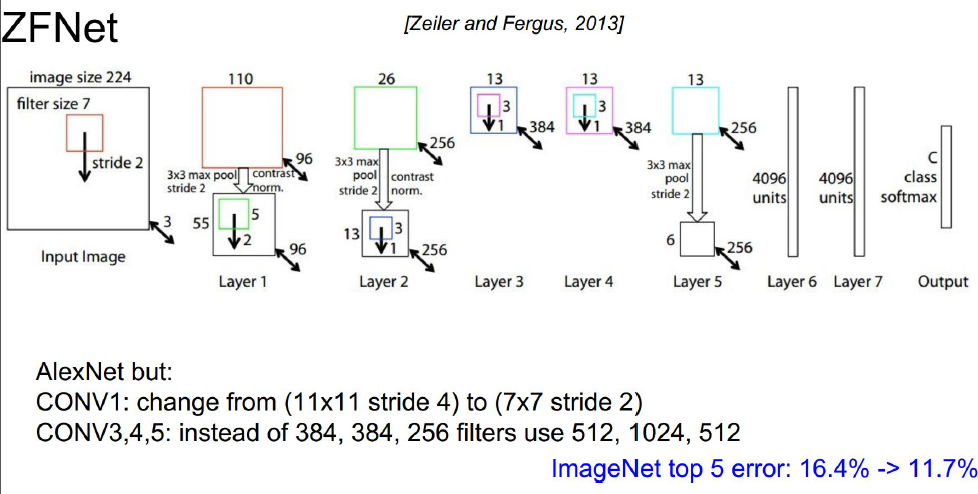 ZFNet
[Zeiler and Fergus, 2013]
image size 224
filter size 7
stride 2
3
Input Image
110
96
3x3 max pool
stride 2
contrast
norm.
55
5
2
96
Layer 1
26
256
3x3 max
pool
stride 2
contrast
norm.
13
3
1
256
Layer 2
13
3
1
384
Layer 3
13
3
1
384
Layer 4
13
256
3x3 max
pool
stride 2
6
256
Layer 5
4096
units
Layer 6
4096
units
Layer 7
C
class
softmax
Output
AlexNet but:
CONV1: change from (11x11 stride 4) to (7x7 stride 2)
CONV3,4,5: instead of 384, 384, 256 filters use 512, 1024, 512
ImageNet top 5 error: 16.4% -> 11.7%